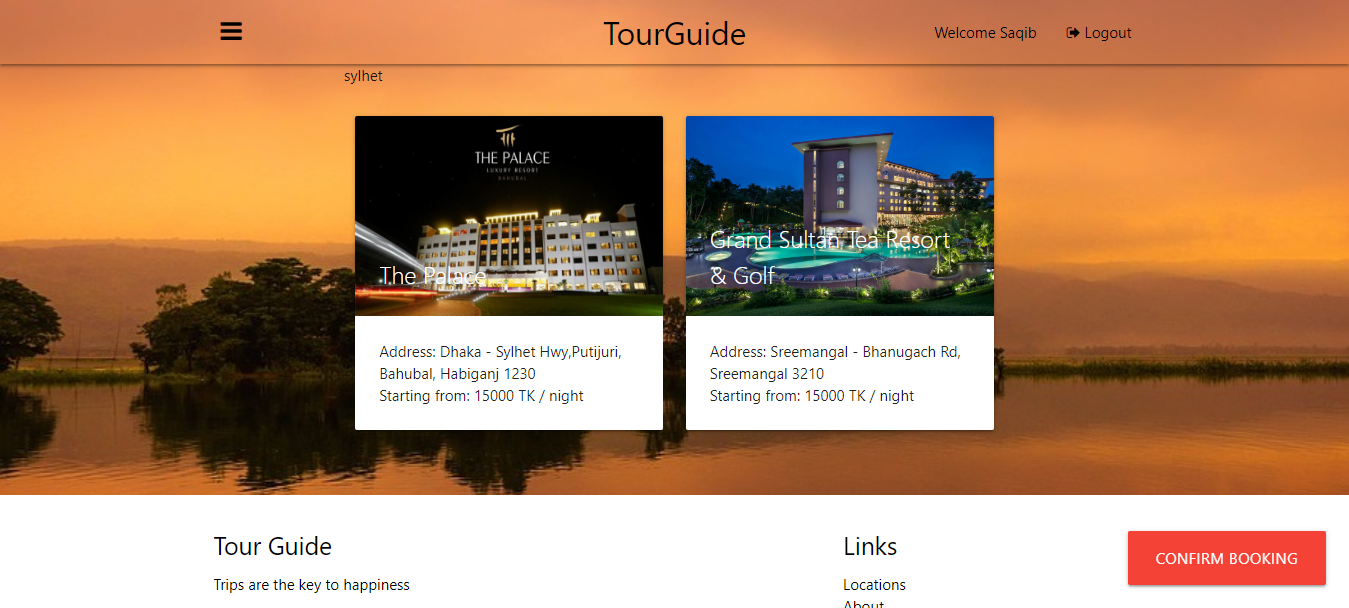 TourGuide
Welcome Saqib
Logout
sylhet
THE PALACE
LUXURY RESORT
BAHUBAL
The Palace
Address: Dhaka - Sylhet Hwy,Putijuri,
Bahubal, Habiganj 1230
Starting from: 15000 TK / night
Grand Sultan Tea Resort
& Golf
Address: Sreemangal - Bhanugach Rd,
Sreemangal 3210
Starting from: 15000 TK / night
Tour Guide
Trips are the key to happiness
Links
Locations
About
CONFIRM BOOKING